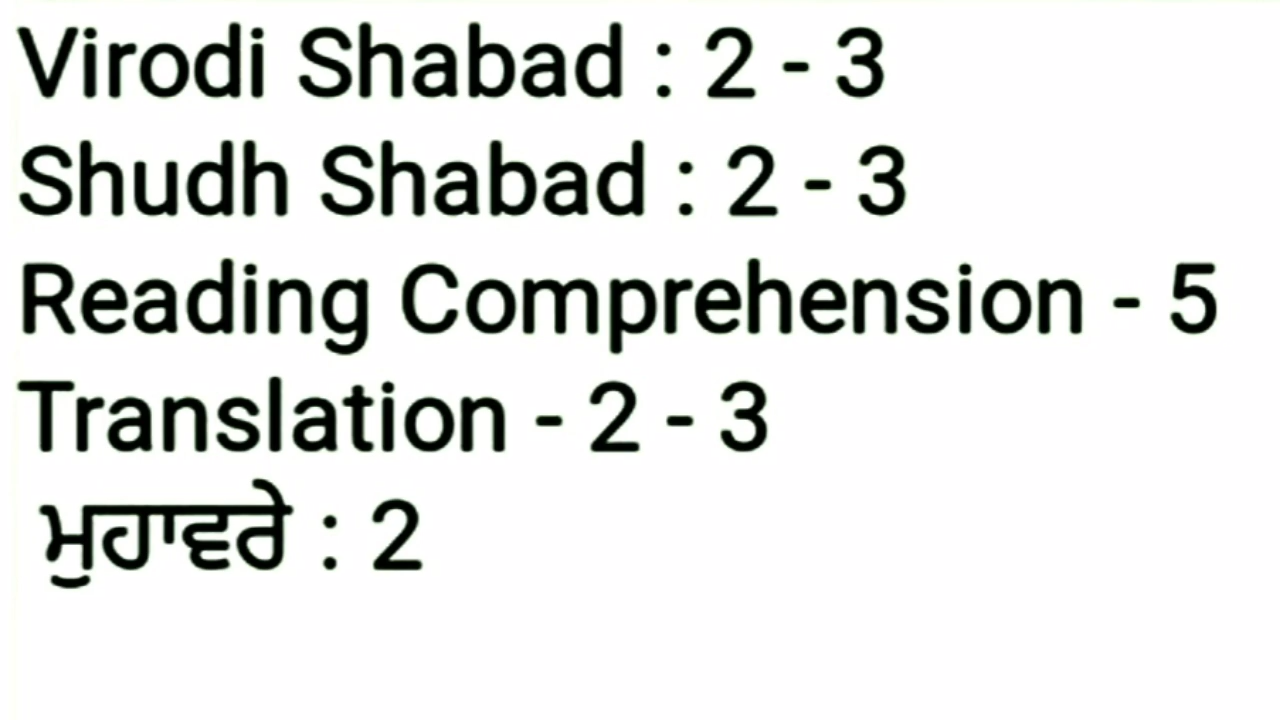 Virodi Shabad : 2 - 3
Shudh Shabad : 2 - 3
Reading Comprehension - 5
Translation - 2 - 3
ਮੁਹਾਵਰੇ : 2